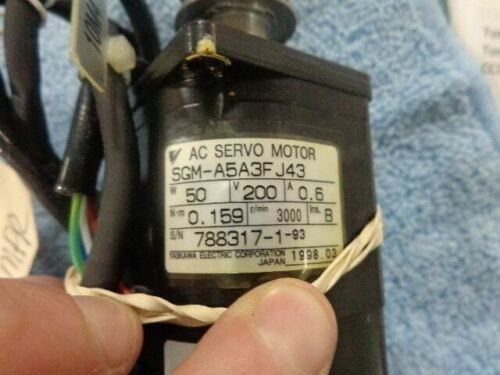 AC SERVO MOTOR
SGM-A5A3FJ43
W 50 V 200 A 0.6
N-m 0.159 r/min 3000 Ins. B
S/N 788317-1-93
YASKAWA ELECTRIC CORPORATION
JAPAN 1998.03